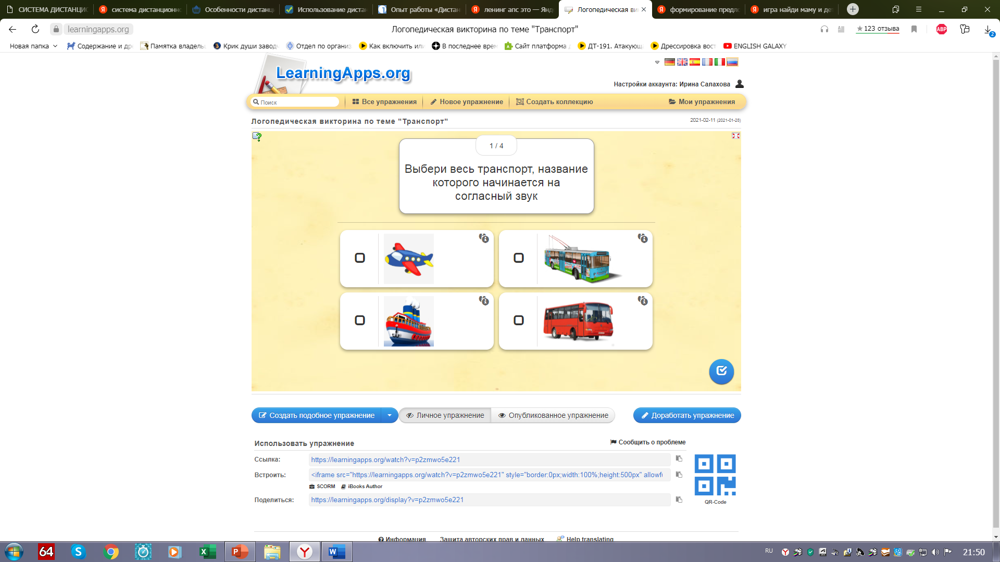 СИСТЕМА ДИСТАНЦИС
система дистанционн
Особенности дистанц
Использование дистан
Опыт работы «Дистан
ленинг апс это — Янд
Логопедическая ви
формирование предло
игра найди маму и де
learningapps.org
Логопедическая викторина по теме "Транспорт"
★ 123 отзыва
ABP
2
Новая папка
Содержание и др
Памятка владель
Крик души завод
Отдел по организ
Как включить или
В последнее врем
Сайт платформа д
ДТ-191. Атакующ
Дрессировка вост
ENGLISH GALAXY
LearningApps.org
Настройки аккаунта: Ирина Салахова
Поиск
Все упражнения
Новое упражнение
Создать коллекцию
Мои упражнения
Логопедическая викторина по теме "Транспорт"
2021-02-11 (2021-01-28)
1 / 4
Выбери весь транспорт, название
которого начинается на
согласный звук
Создать подобное упражнение
Личное упражнение
Опубликованное упражнение
Доработать упражнение
Использовать упражнение
Сообщить о проблеме
Ссылка:
https://learningapps.org/watch?v=p2zmwo5e221
Встроить:
<iframe src="https://learningapps.org/watch?v=p2zmwo5e221" style="border:0px;width:100%;height:500px" allowfu
SCORM
iBooks Author
Поделиться:
https://learningapps.org/display?v=p2zmwo5e221
QR-Code
Информация
Защита авторских прав и данных
Help translating
64
RU
21:50